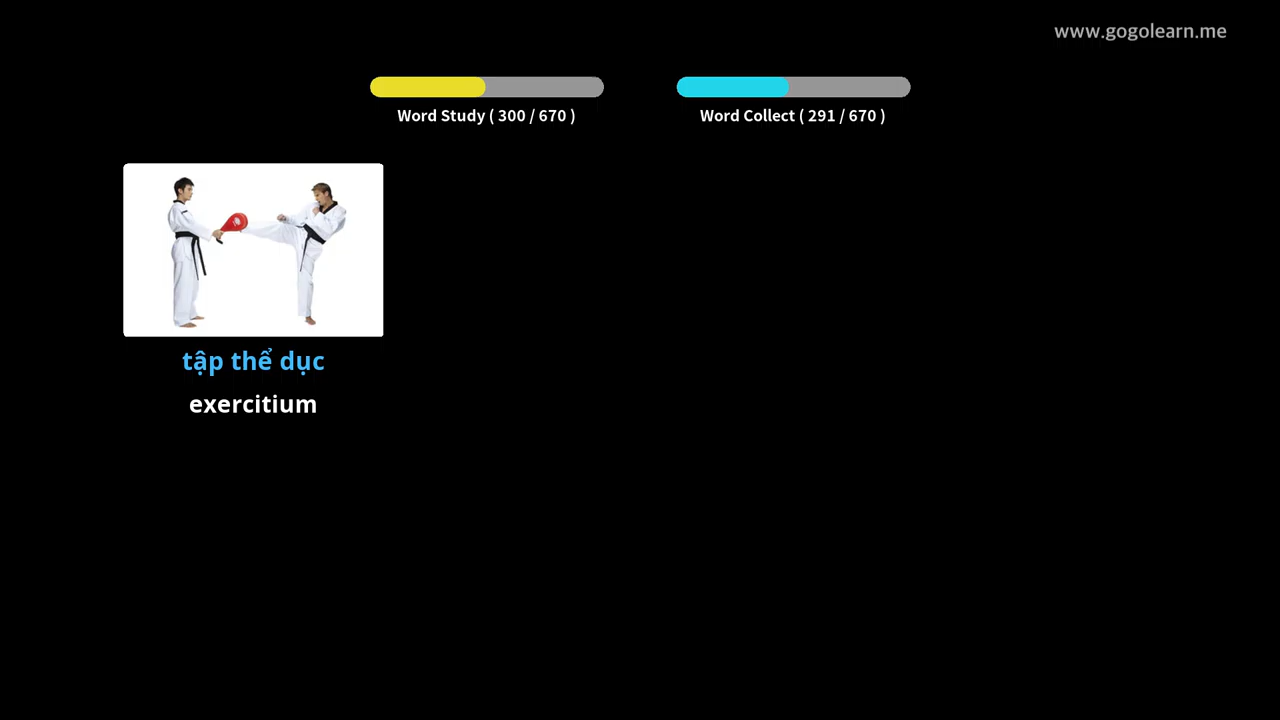 www.gogolearn.me
Word Study ( 300 / 670 )
Word Collect ( 291 / 670 )
tập thể dục
exercitium